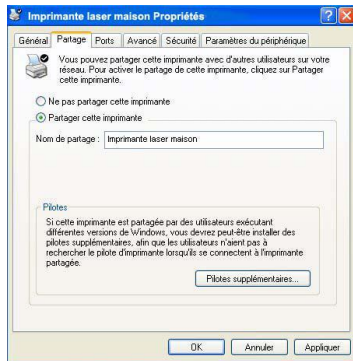 Imprimante laser maison Propriétés
Général Partage Ports Avancé Sécurité Paramètres du périphérique
Vous pouvez partager cette imprimante avec d'autres utilisateurs sur votre
réseau. Pour activer le partage de cette imprimante, cliquez sur Partager
cette imprimante.
Ne pas partager cette imprimante
Partager cette imprimante
Nom de partage : Imprimante laser maison
Pilotes
Si cette imprimante est partagée par des utilisateurs exécutant
différentes versions de Windows, vous devrez peut-être installer des
pilotes supplémentaires, afin que les utilisateurs n'aient pas à
rechercher le pilote d'imprimante lorsqu'ils se connectent à l'imprimante
partagée.
Pilotes supplémentaires...
OK Annuler Appliquer